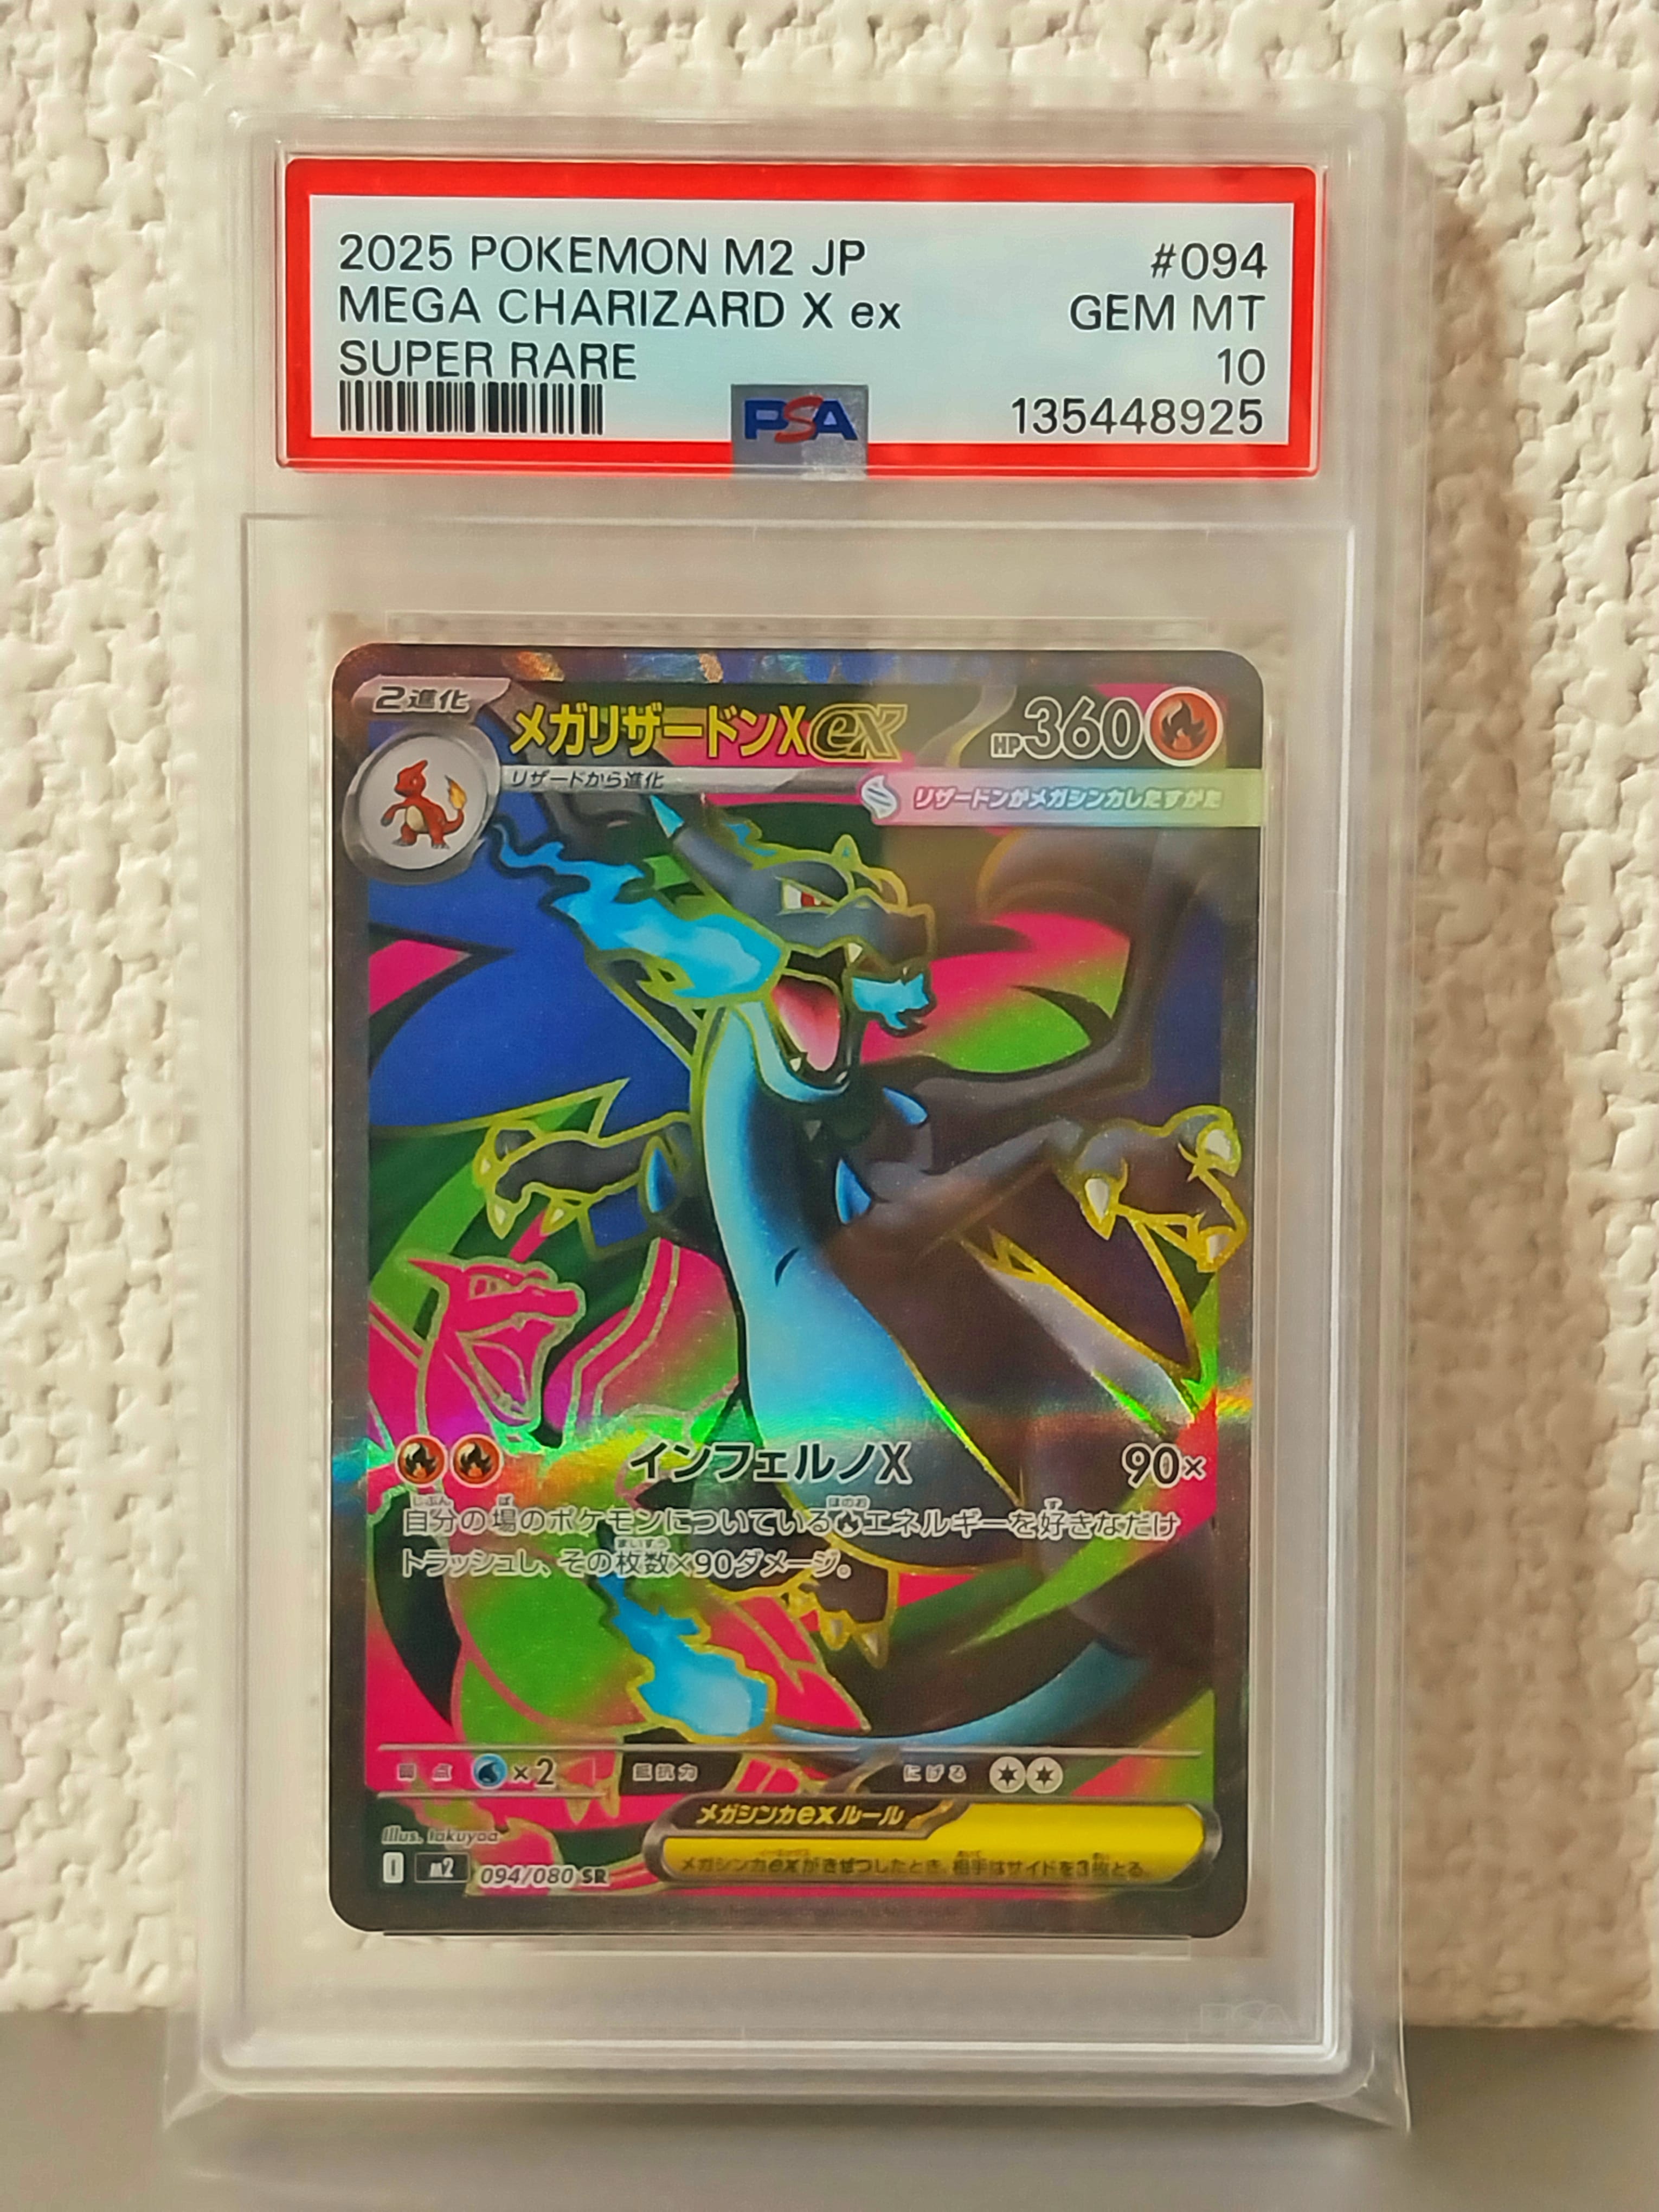 2025 POKEMON M2 JP #094
MEGA CHARIZARD X ex GEM MT
SUPER RARE 10
PSA 135448925
2進化
メガリザードンXex HP360
リザードから進化
リザードンがメガシンカしたすがた
インフェルノX 90×
自分の場のポケモンについているエネルギーを好きなだけ
トラッシュし、その枚数×90ダメージ。
弱点 ×2 抵抗力 にげる
メガシンカexルール
メガシンカexがきぜつしたとき、相手はサイドを3枚とる。
Illus. takuyoa
I m2 094/080 SR
PSA